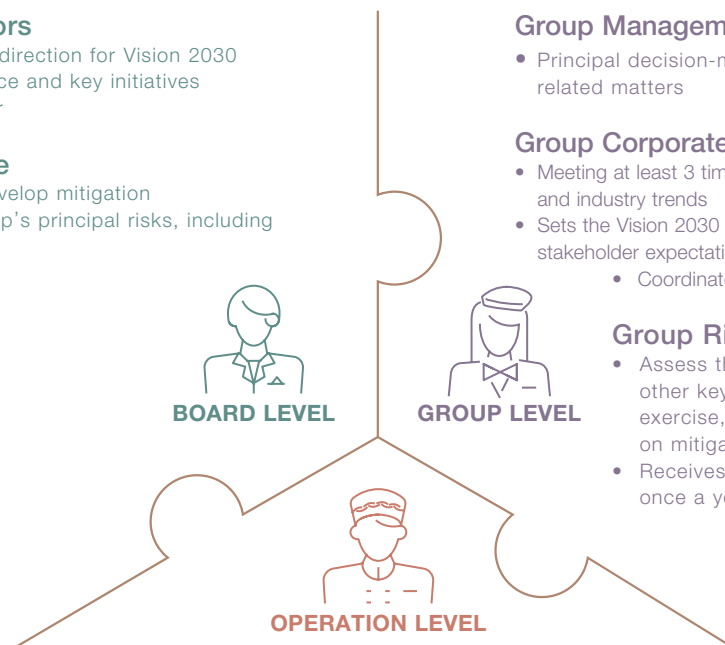 ors
direction for Vision 2030
ce and key initiatives
e
velop mitigation
p’s principal risks, including
BOARD LEVEL
Group Managem
• Principal decision-m
related matters
Group Corporate
• Meeting at least 3 tim
and industry trends
• Sets the Vision 2030
stakeholder expectati
• Coordinate
Group Ri
• Assess th
other key
exercise,
on mitiga
• Receives
once a ye
GROUP LEVEL
OPERATION LEVEL